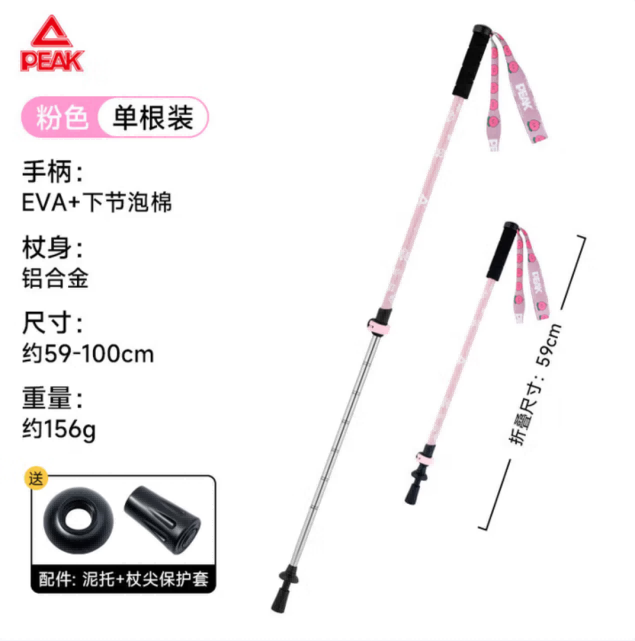 PEAK
粉色 单根装
手柄：
EVA+下节泡棉
杖身：
铝合金
尺寸：
约59-100cm
重量：
约156g
送
配件: 泥托+杖尖保护套
PEAK
PEAK
折叠尺寸: 59cm